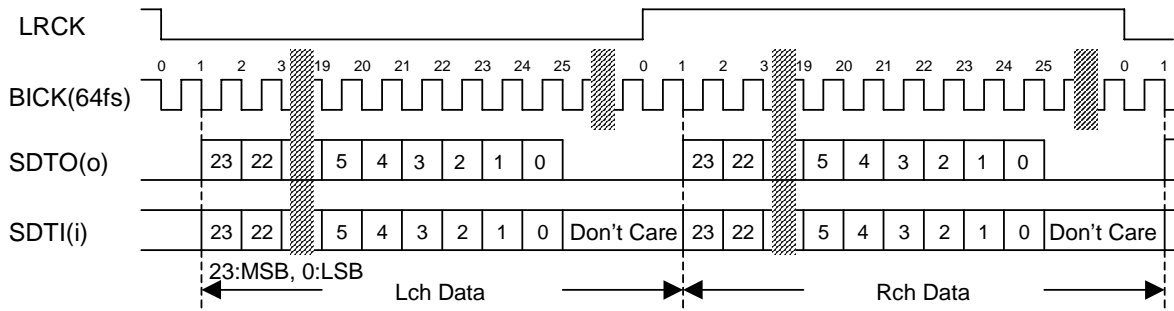 LRCK
0 1 2 3 19 20 21 22 23 24 25 0 1 2 3 19 20 21 22 23 24 25 0 1
BICK(64fs)
SDTO(o) 23 22 5 4 3 2 1 0 23 22 5 4 3 2 1 0
SDTI(i) 23 22 5 4 3 2 1 0 Don't Care 23 22 5 4 3 2 1 0 Don't Care
23:MSB, 0:LSB
Lch Data Rch Data